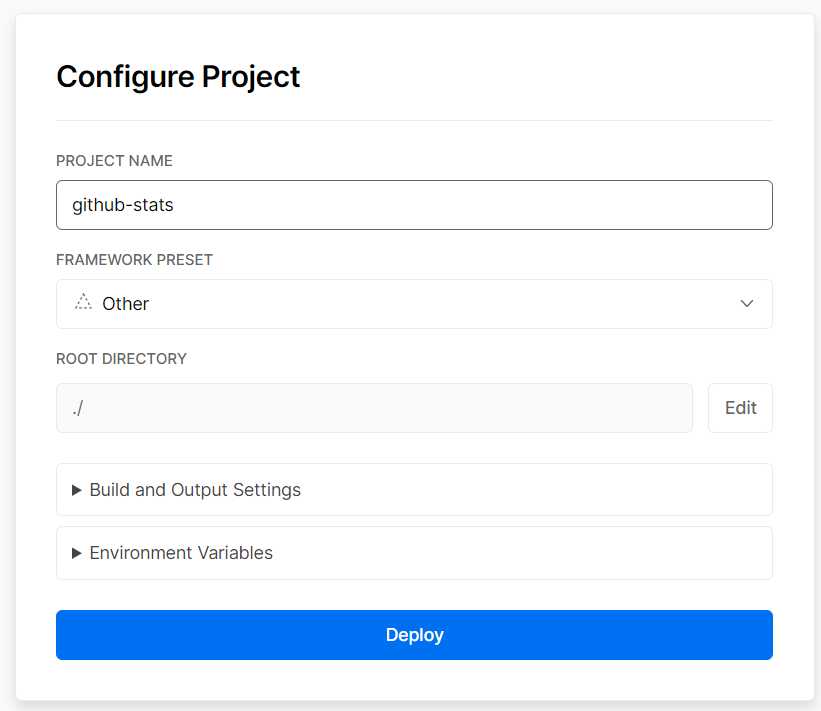 Configure Project
PROJECT NAME
github-stats
FRAMEWORK PRESET
Other
ROOT DIRECTORY
./
Edit
Build and Output Settings
Environment Variables
Deploy